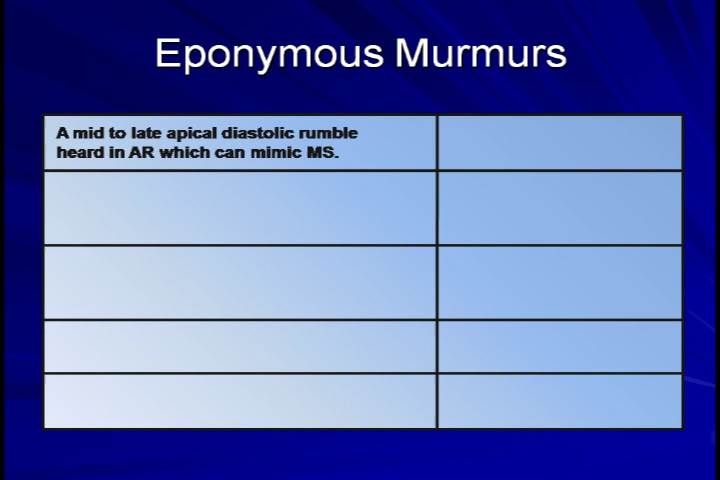 Eponymous Murmurs
A mid to late apical diastolic rumble
heard in AR which can mimic MS.